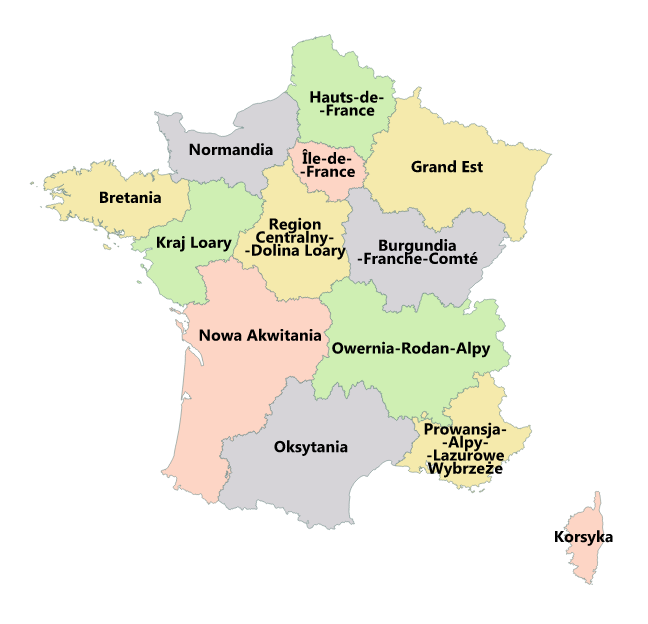 Hauts-de-
-France
Normandia
Île-de-
-France
Grand Est
Bretania
Kraj Loary
Region
Centralny-
-Dolina Loary
Burgundia
-Franche-Comté
Nowa Akwitania
Owernia-Rodan-Alpy
Oksytania
Prowansja-
-Alpy-
-Lazurowe
Wybrzeże
Korsyka